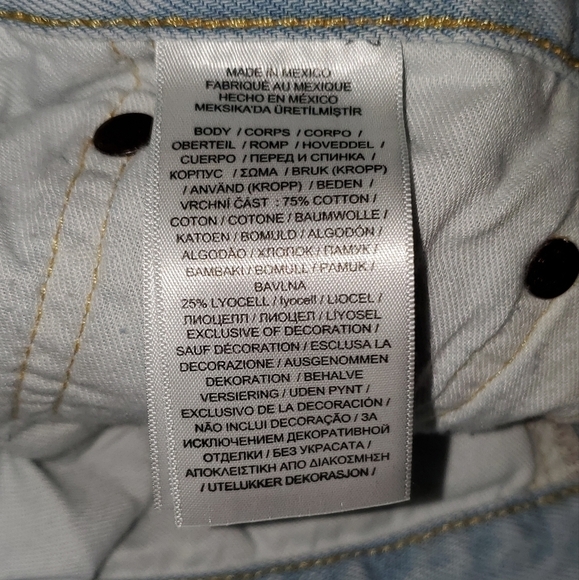 MADE IN MEXICO
FABRIQUÉ AU MEXIQUE
HECHO EN MÉXICO
MEKSIKA'DA ÜRETİLMİŞTİR
BODY / CORPS / CORPO /
OBERTEIL / ROMP / HOVEDDEL /
CUERPO / ПЕРЕД И СПИНКА /
КОРПУС / ΣΩΜΑ / BRUK (KROPP)
/ ANVÄND (KROPP) / BEDEN /
VRCHNÍ ČÁST : 75% COTTON /
COTON / COTONE / BAUMWOLLE /
KATOEN / BOMULD / ALGODÓN /
ALGODÃO / ХЛОПОК / ПАМУК /
BAMBAKI / BOMULL / PAMUK /
BAVLNA
25% LYOCELL / lyocell / LIOCEL /
ЛИОЦЕЛЛ / ЛИОЦЕЛ / LİYOSEL
EXCLUSIVE OF DECORATION /
SAUF DÉCORATION / ESCLUSA LA
DECORAZIONE / AUSGENOMMEN
DEKORATION / BEHALVE
VERSIERING / UDEN PYNT /
EXCLUSIVO DE LA DECORACIÓN /
NÃO INCLUI DECORAÇÃO / ЗА
ИСКЛЮЧЕНИЕМ ДЕКОРАТИВНОЙ
ОТДЕЛКИ / БЕЗ УКРАСАТА /
ΑΠΟΚΛΕΙΣΤΙΚΗ ΑΠΟ ΔΙΑΚΟΣΜΗΣΗ
/ UTELUKKER DEKORASJON /